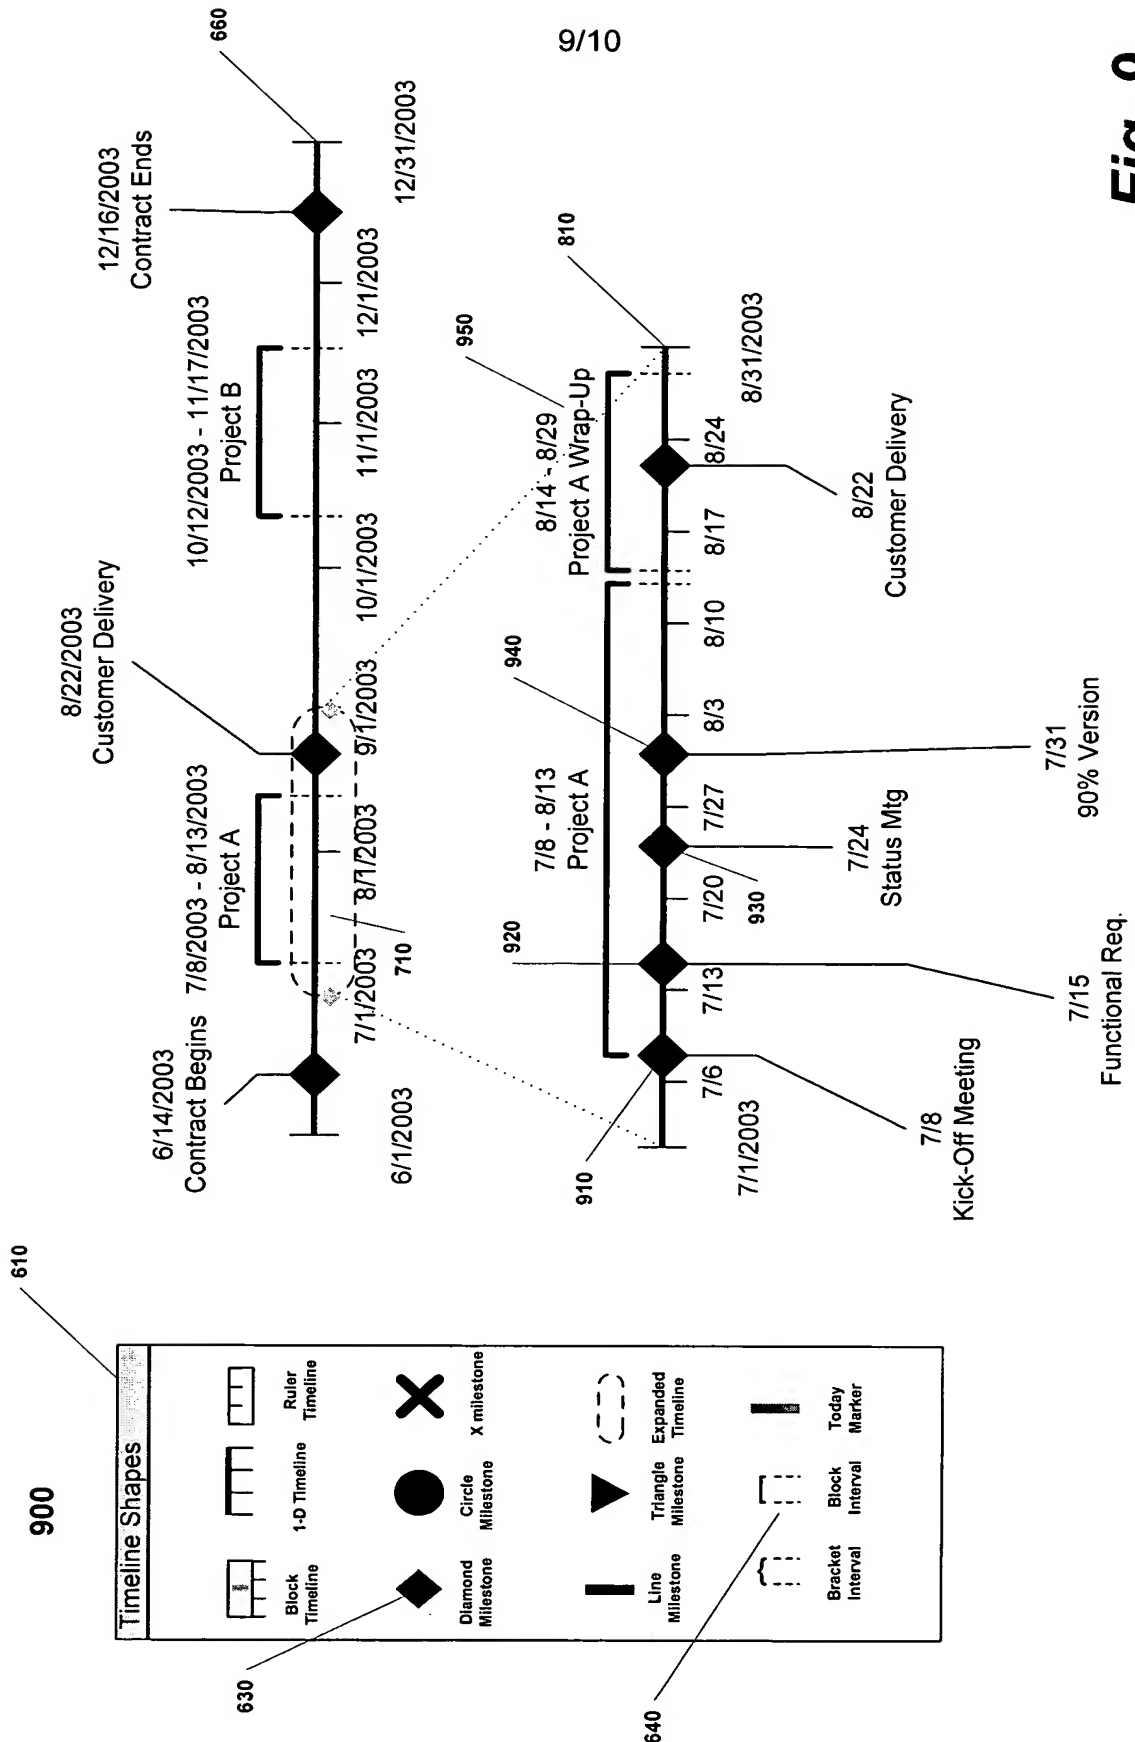 9/10
900
610
Timeline Shapes
Block
Timeline
1-D Timeline
Ruler
Timeline
630
Diamond
Milestone
Circle
Milestone
X milestone
Line
Milestone
Triangle
Milestone
Expanded
Timeline
640
Bracket
Interval
Block
Interval
Today
Marker
660
6/14/2003
Contract Begins
7/8/2003 - 8/13/2003
Project A
8/22/2003
Customer Delivery
10/12/2003 - 11/17/2003
Project B
12/16/2003
Contract Ends
6/1/2003
7/1/2003
8/1/2003
9/1/2003
10/1/2003
11/1/2003
12/1/2003
12/31/2003
710
810
910
920
930
940
950
7/8 - 8/13
Project A
8/14 - 8/29
Project A Wrap-Up
7/1/2003
7/6
7/13
7/20
7/27
8/3
8/10
8/17
8/24
8/31/2003
7/8
Kick-Off Meeting
7/15
Functional Req.
7/24
Status Mtg
7/31
90% Version
8/22
Customer Delivery
Fig. 9